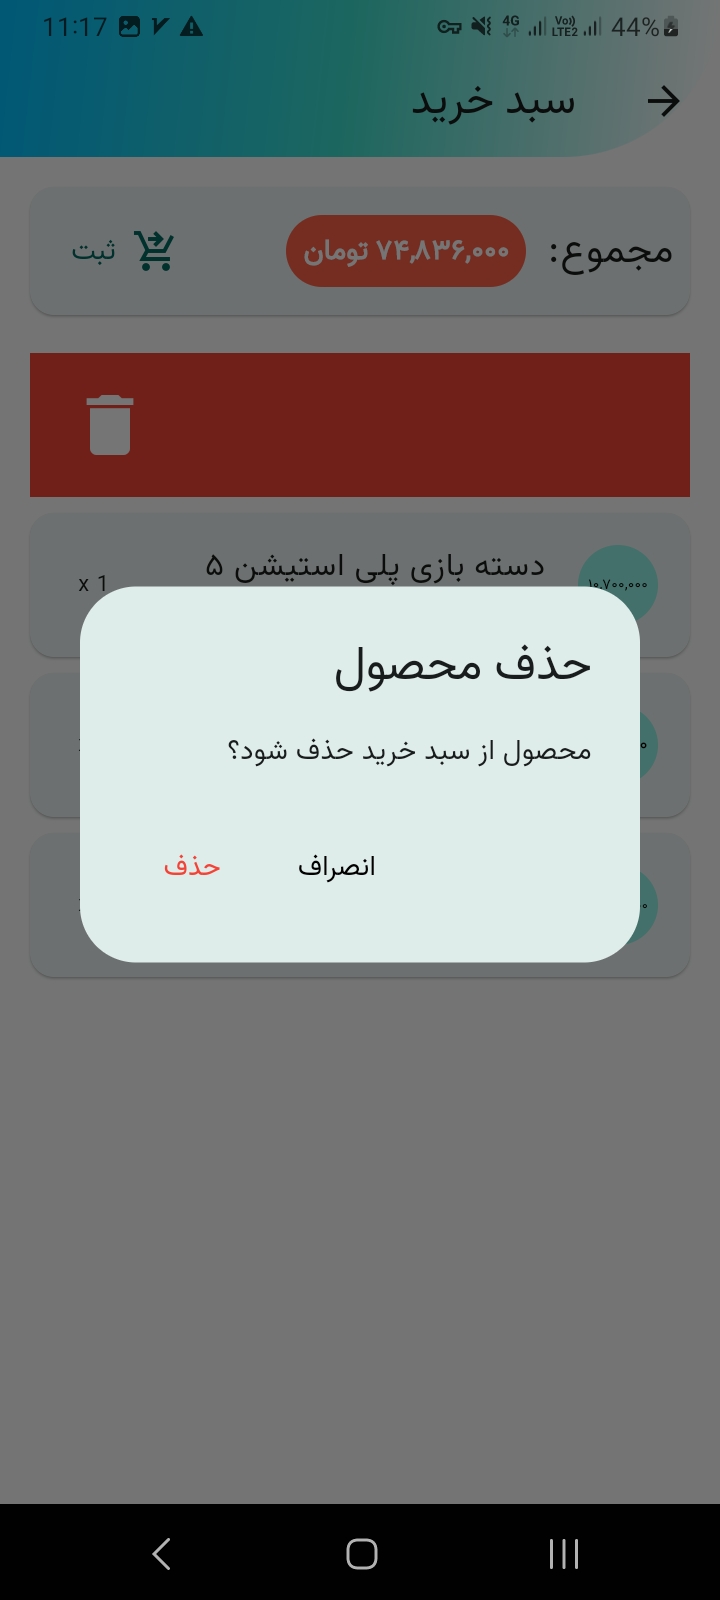 11:17 4G Vo)) LTE2 44%
سبد خرید
مجموع: ۷۴,۸۳۶,۰۰۰ تومان ثبت
دسته بازی پلی استیشن ۵
۱۰,۷۰۰,۰۰۰ x 1
حذف محصول
محصول از سبد خرید حذف شود؟
انصراف حذف